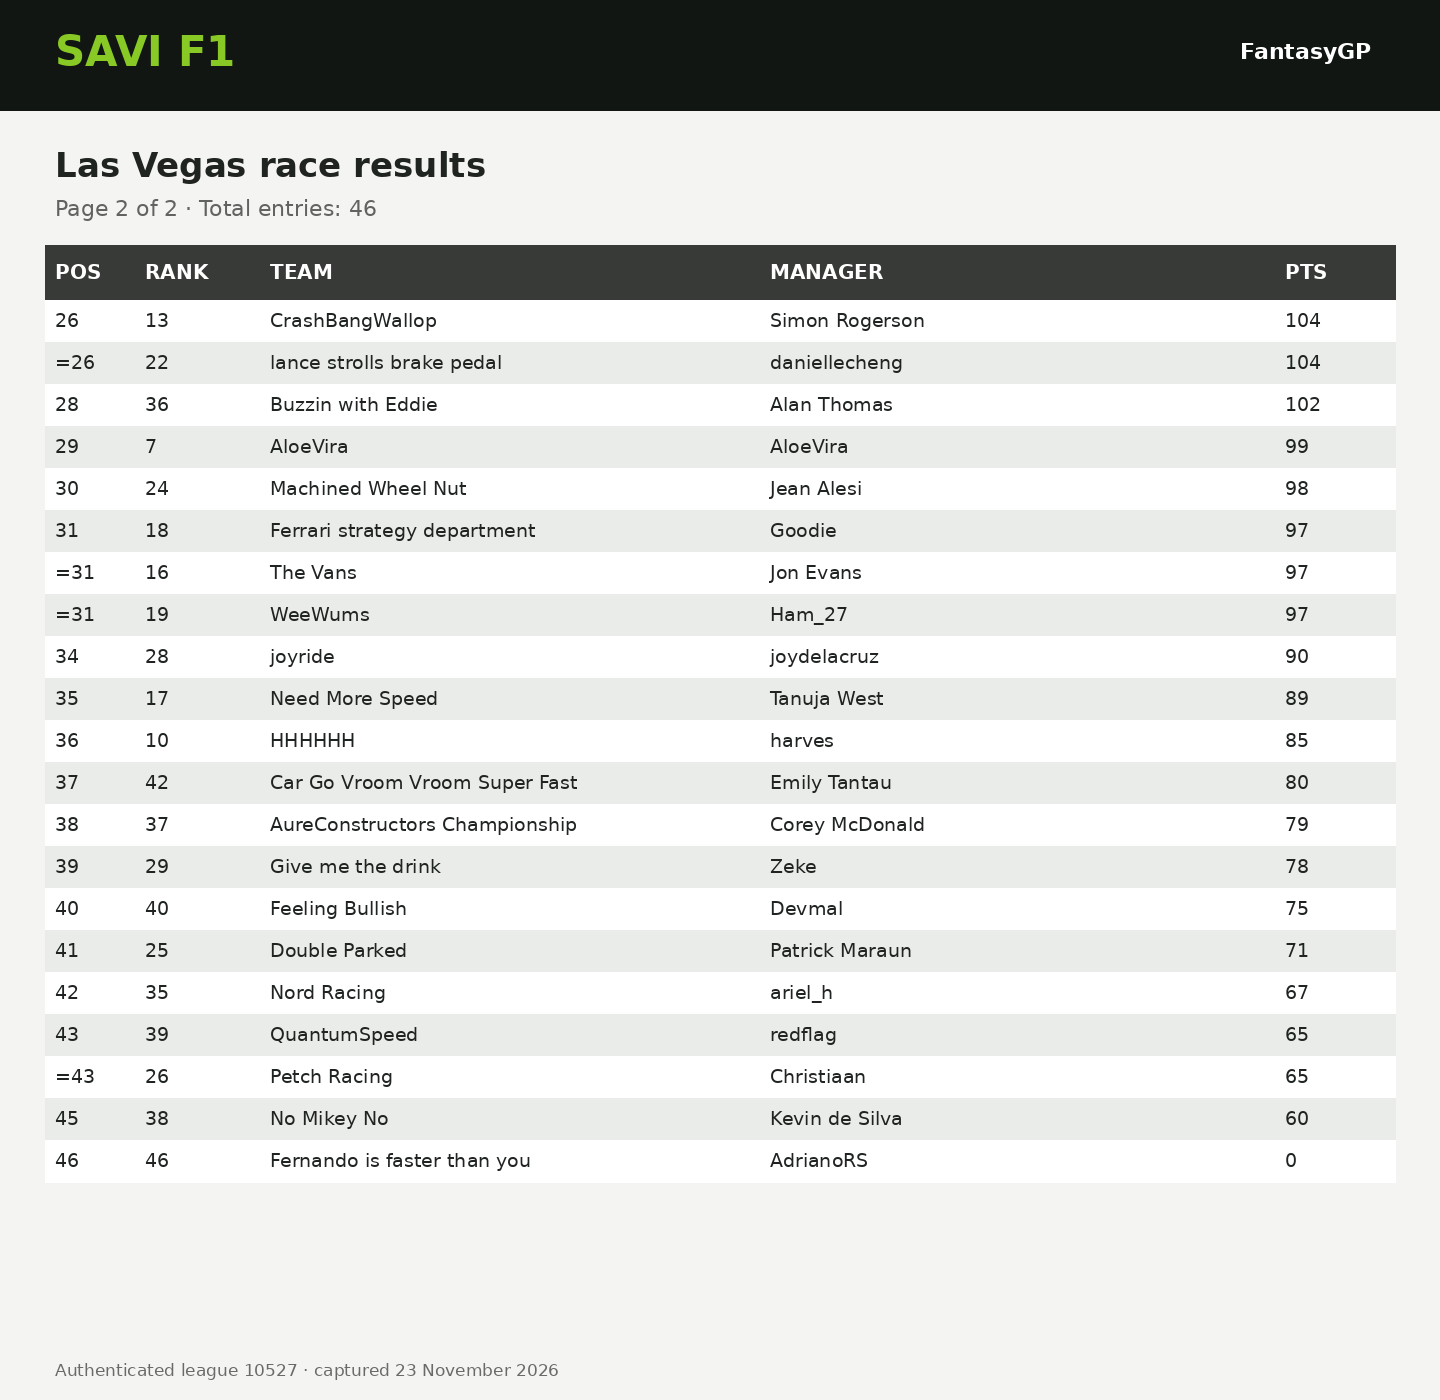 SAVI F1
FantasyGP
Las Vegas race results
Page 2 of 2 · Total entries: 46
POS RANK TEAM MANAGER PTS
26 13 CrashBangWallop Simon Rogerson 104
=26 22 lance strolls brake pedal daniellecheng 104
28 36 Buzzin with Eddie Alan Thomas 102
29 7 AloeVira AloeVira 99
30 24 Machined Wheel Nut Jean Alesi 98
31 18 Ferrari strategy department Goodie 97
=31 16 The Vans Jon Evans 97
=31 19 WeeWums Ham_27 97
34 28 joyride joydelacruz 90
35 17 Need More Speed Tanuja West 89
36 10 HHHHHH harves 85
37 42 Car Go Vroom Vroom Super Fast Emily Tantau 80
38 37 AureConstructors Championship Corey McDonald 79
39 29 Give me the drink Zeke 78
40 40 Feeling Bullish Devmal 75
41 25 Double Parked Patrick Maraun 71
42 35 Nord Racing ariel_h 67
43 39 QuantumSpeed redflag 65
=43 26 Petch Racing Christiaan 65
45 38 No Mikey No Kevin de Silva 60
46 46 Fernando is faster than you AdrianoRS 0
Authenticated league 10527 · captured 23 November 2026